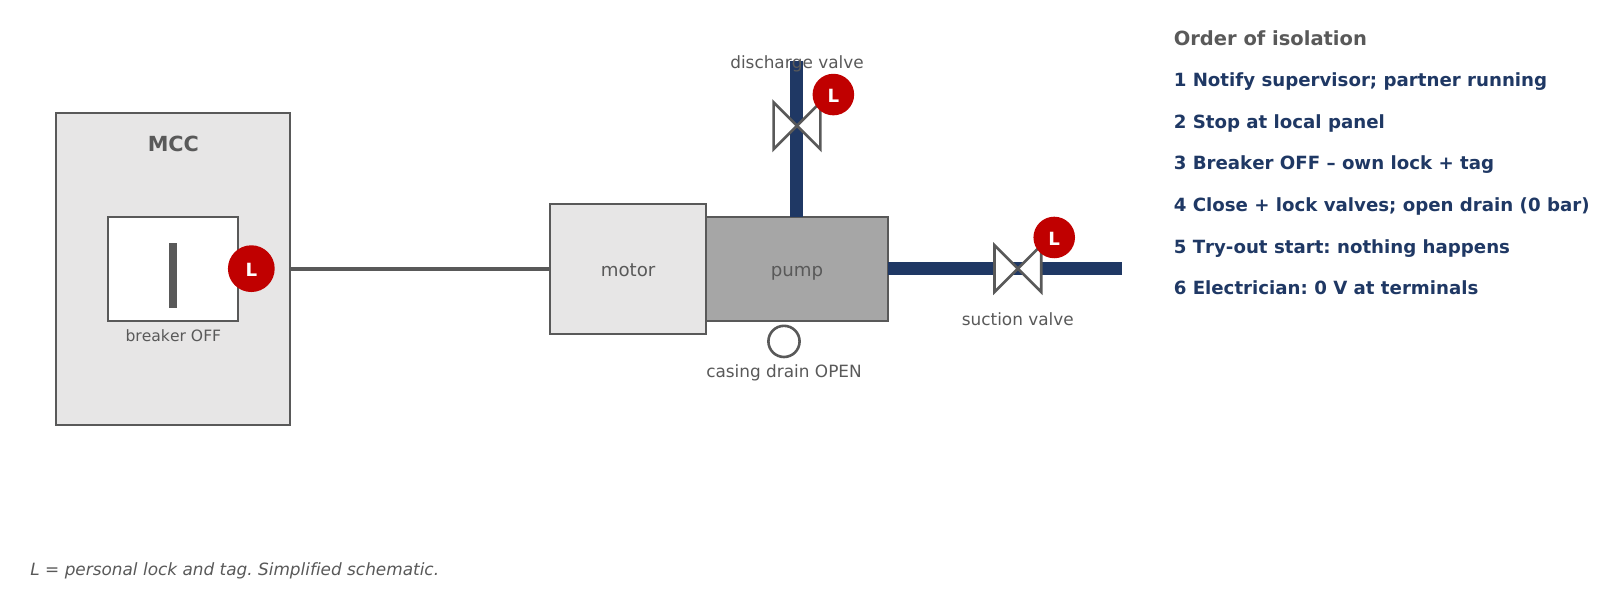 Order of isolation
1 Notify supervisor; partner running
2 Stop at local panel
3 Breaker OFF – own lock + tag
4 Close + lock valves; open drain (0 bar)
5 Try-out start: nothing happens
6 Electrician: 0 V at terminals
discharge valve
L
MCC
L
breaker OFF
motor
pump
L
suction valve
casing drain OPEN
L = personal lock and tag. Simplified schematic.